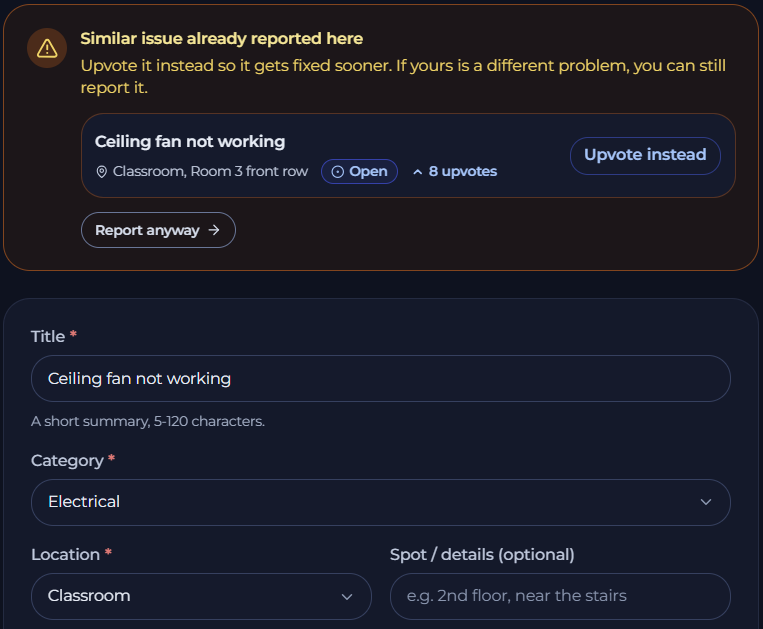 Similar issue already reported here
Upvote it instead so it gets fixed sooner. If yours is a different problem, you can still
report it.
Ceiling fan not working
Classroom, Room 3 front row
Open
8 upvotes
Upvote instead
Report anyway →
Title *
Ceiling fan not working
A short summary, 5-120 characters.
Category *
Electrical
Location *
Spot / details (optional)
Classroom
e.g. 2nd floor, near the stairs